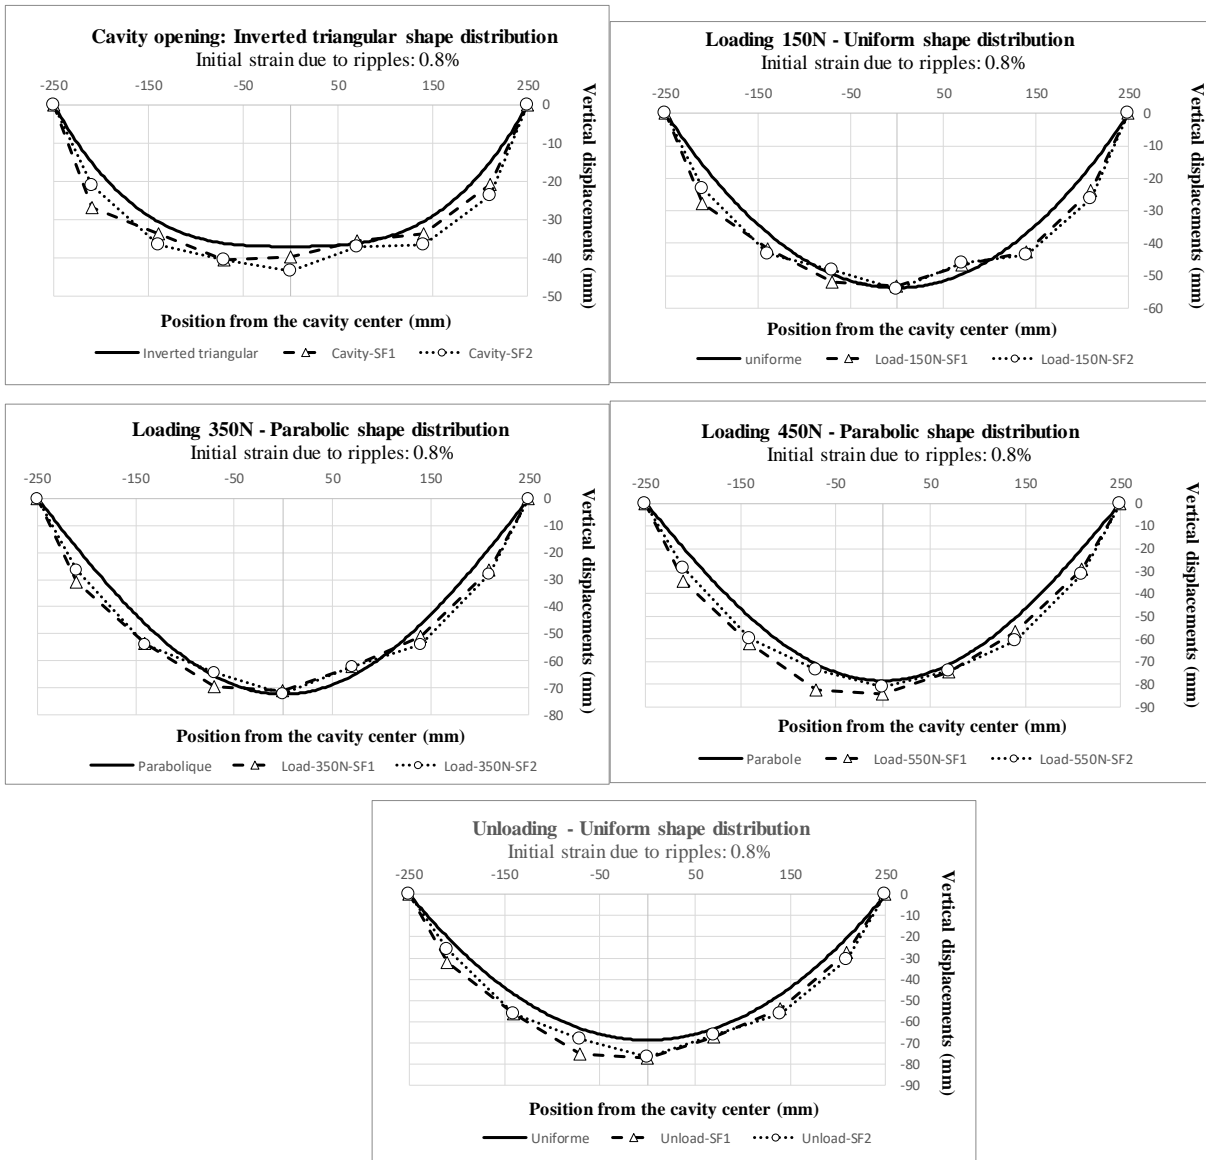 Cavity opening: Inverted triangular shape distribution
Initial strain due to ripples: 0.8%
-250 -150 -50 50 150 250
0
-10
-20
-30
-40
-50
Vertical displacements (mm)
Position from the cavity center (mm)
Inverted triangular Cavity-SF1 Cavity-SF2
Loading 150N - Uniform shape distribution
Initial strain due to ripples: 0.8%
-250 -150 -50 50 150 250
0
-10
-20
-30
-40
-50
-60
Vertical displacements (mm)
Position from the cavity center (mm)
uniforme Load-150N-SF1 Load-150N-SF2
Loading 350N - Parabolic shape distribution
Initial strain due to ripples: 0.8%
-250 -150 -50 50 150 250
0
-10
-20
-30
-40
-50
-60
-70
-80
Vertical displacements (mm)
Position from the cavity center (mm)
Parabolique Load-350N-SF1 Load-350N-SF2
Loading 450N - Parabolic shape distribution
Initial strain due to ripples: 0.8%
-250 -150 -50 50 150 250
0
-10
-20
-30
-40
-50
-60
-70
-80
-90
Vertical displacements (mm)
Position from the cavity center (mm)
Parabole Load-550N-SF1 Load-550N-SF2
Unloading - Uniform shape distribution
Initial strain due to ripples: 0.8%
-250 -150 -50 50 150 250
0
-10
-20
-30
-40
-50
-60
-70
-80
-90
Vertical displacements (mm)
Position from the cavity center (mm)
Uniforme Unload-SF1 Unload-SF2